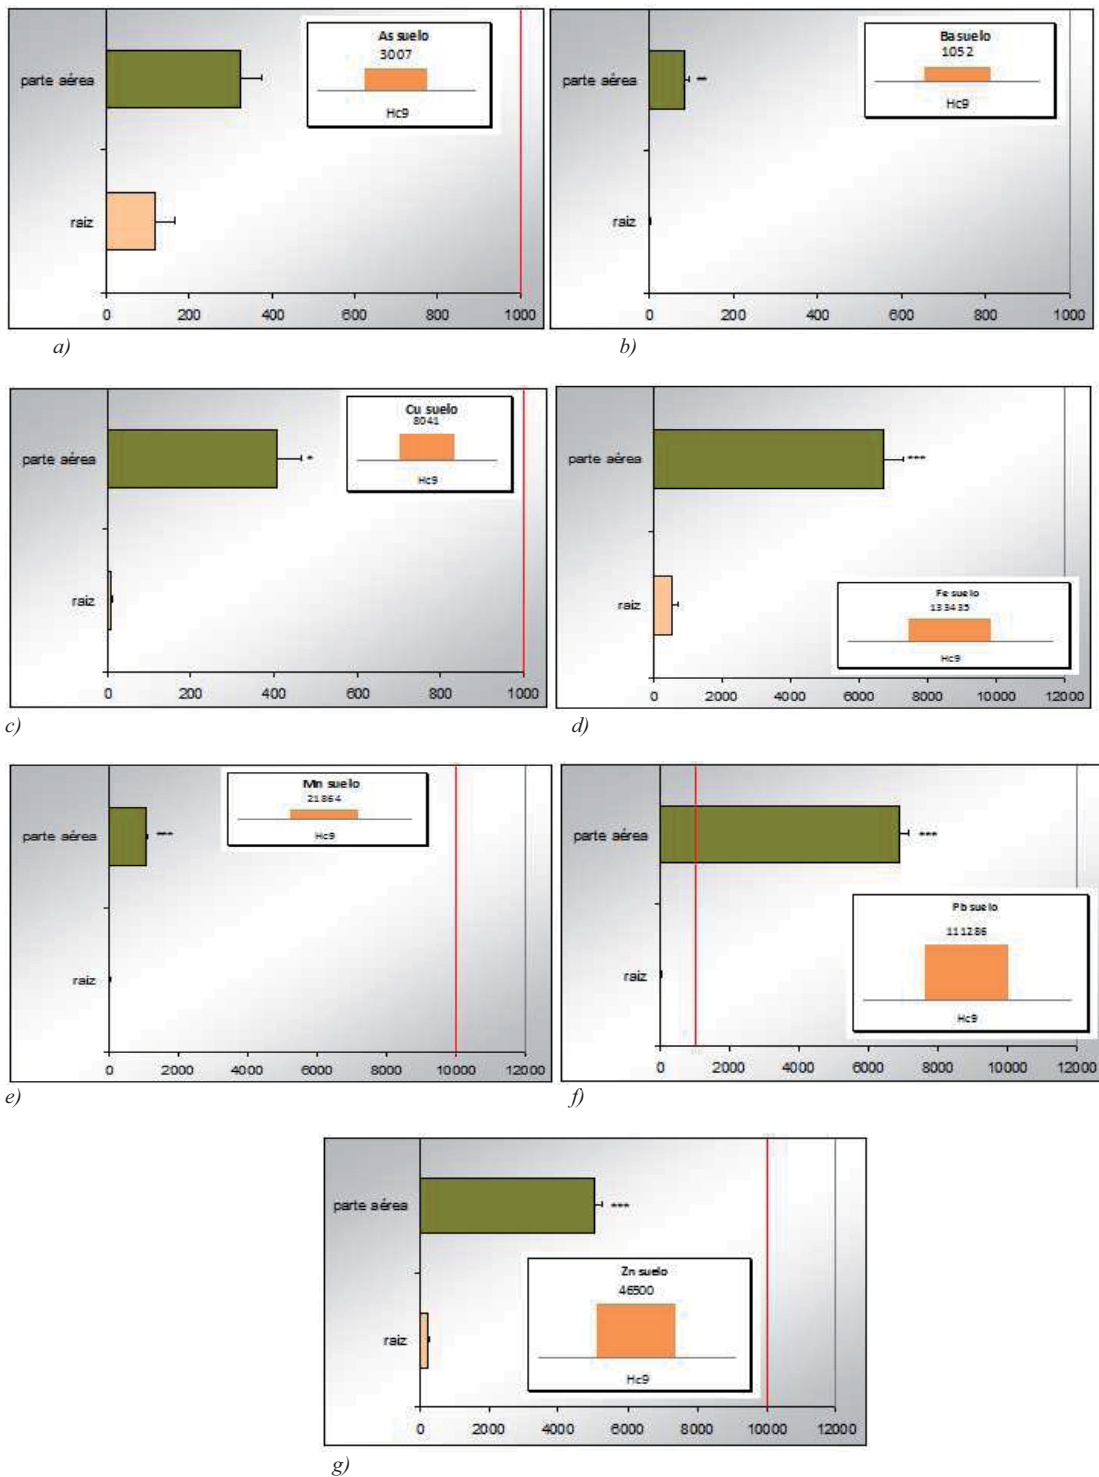 As suelo
3007
Hc9
parte aérea
raiz
0 200 400 600 800 1000
a)
Ba suelo
1052
Hc9
parte aérea
**
raiz
0 200 400 600 800 1000
b)
Cu suelo
8041
Hc9
parte aérea
*
raiz
0 200 400 600 800 1000
c)
parte aérea
***
Fe suelo
133435
Hc9
raiz
0 2000 4000 6000 8000 10000 12000
d)
Mn suelo
21864
Hc9
parte aérea
***
raiz
0 2000 4000 6000 8000 10000 12000
e)
parte aérea
***
Pb suelo
111286
Hc9
raiz
0 2000 4000 6000 8000 10000 12000
f)
parte aérea
***
Zn suelo
46500
Hc9
raiz
0 2000 4000 6000 8000 10000 12000
g)